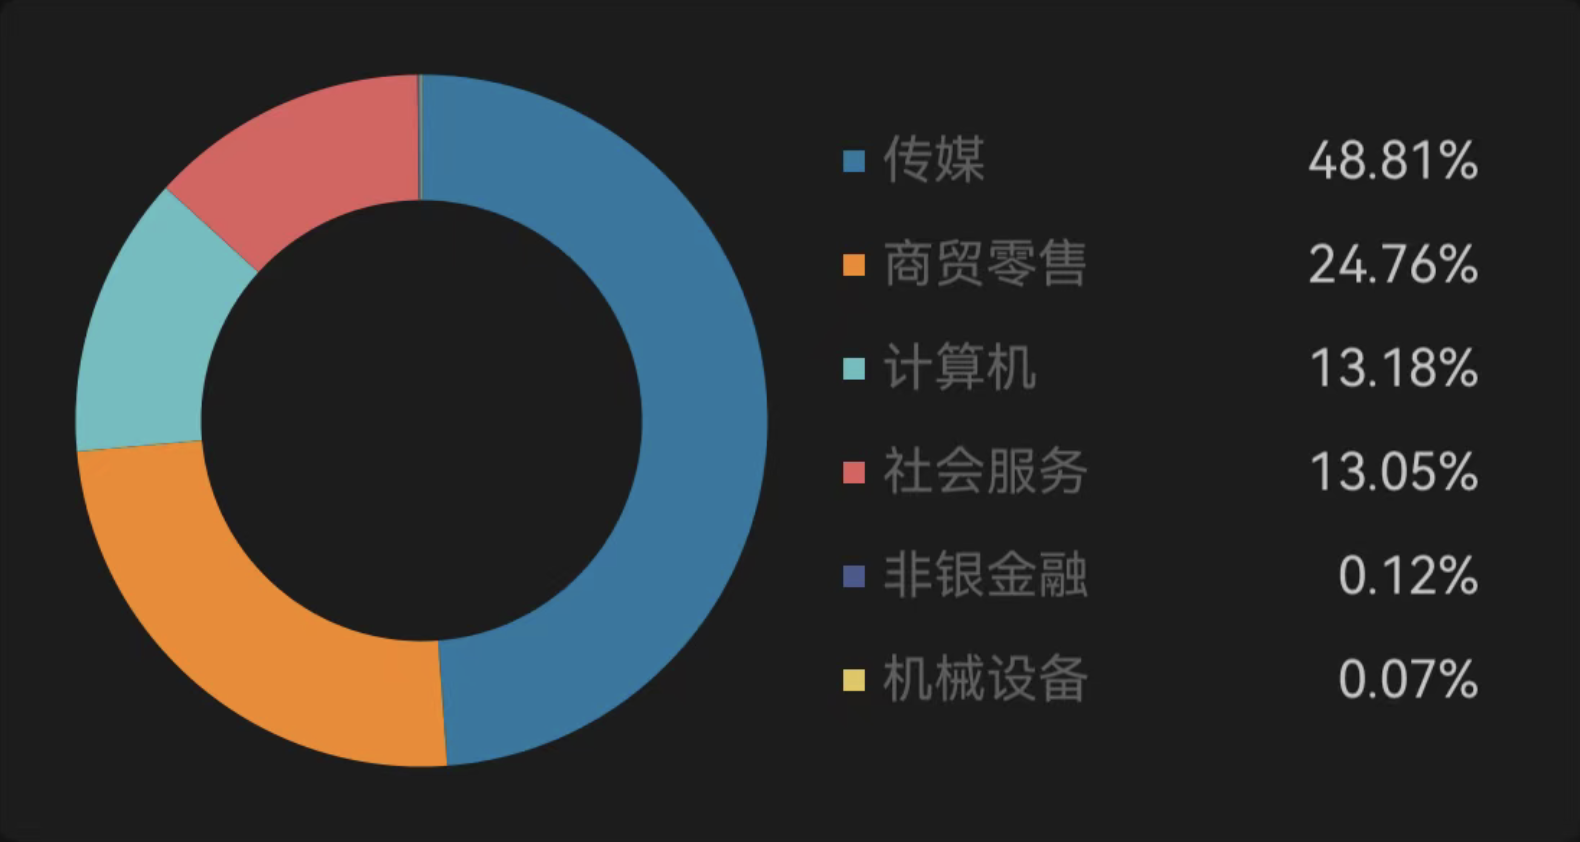 传媒 48.81%
商贸零售 24.76%
计算机 13.18%
社会服务 13.05%
非银金融 0.12%
机械设备 0.07%